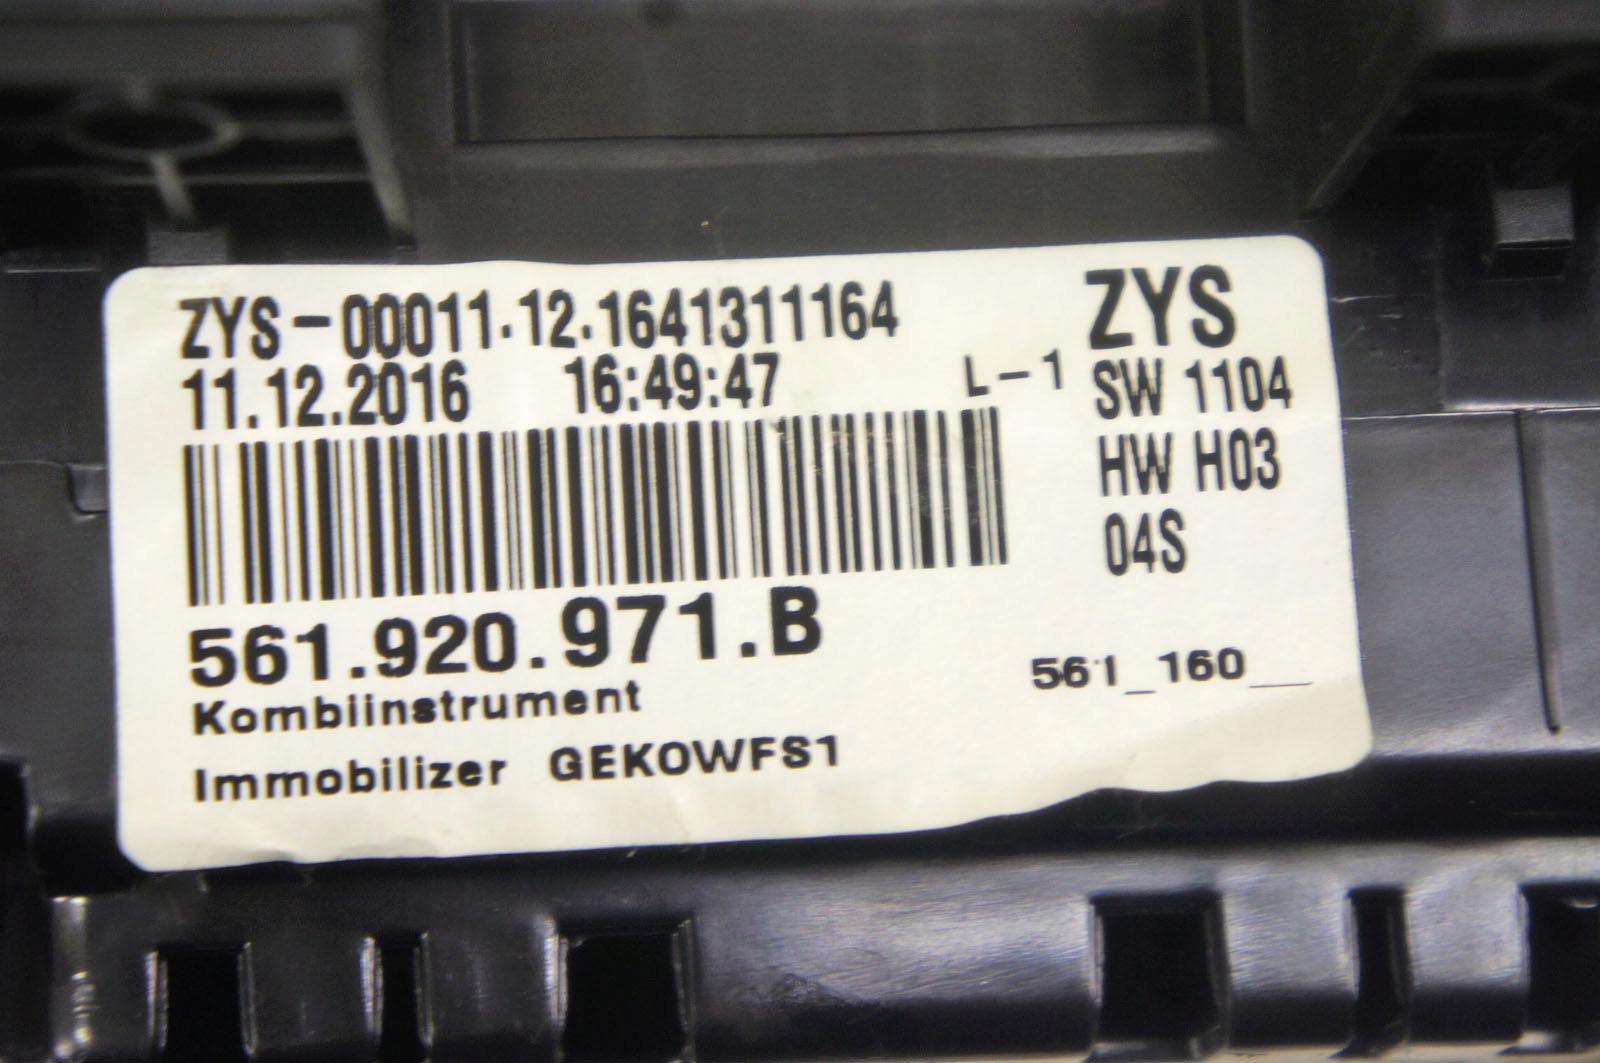 ZYS-00011.12.1641311164
11.12.2016 16:49:47
L-1
ZYS
SW 1104
HW H03
04S
561.920.971.B
Kombiinstrument
Immobilizer GEKOWFS1
561_160__